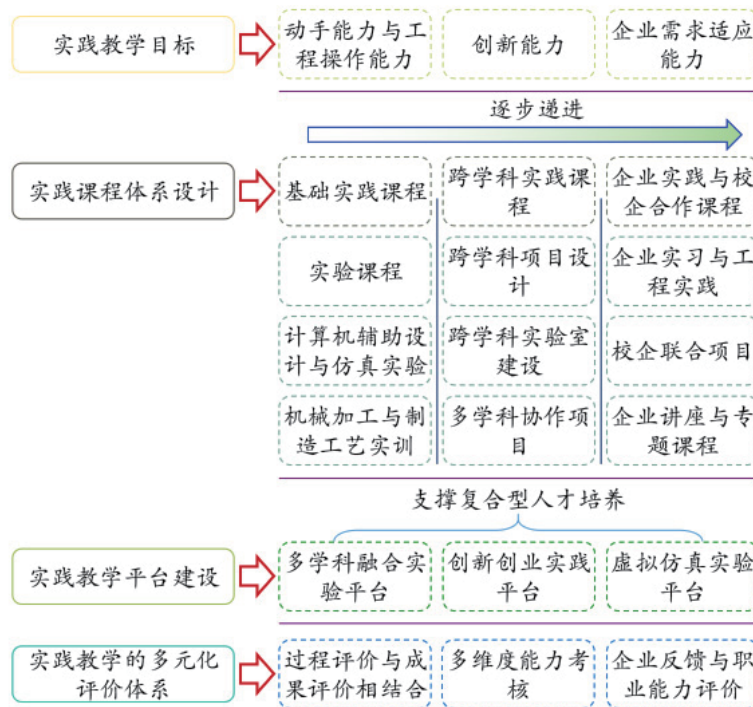 实践教学目标
动手能力与工
程操作能力
创新能力
企业需求适应
能力
逐步递进
实践课程体系设计
基础实践课程
跨学科实践课
程
企业实践与校
企合作课程
实验课程
跨学科项目设
计
企业实习与工
程实践
计算机辅助设
计与仿真实验
跨学科实验室
建设
校企联合项目
机械加工与制
造工艺实训
多学科协作项
目
企业讲座与专
题课程
支撑复合型人才培养
实践教学平台建设
多学科融合实
验平台
创新创业实践
平台
虚拟仿真实验
平台
实践教学的多元化
评价体系
过程评价与成
果评价相结合
多维度能力考
核
企业反馈与职
业能力评价